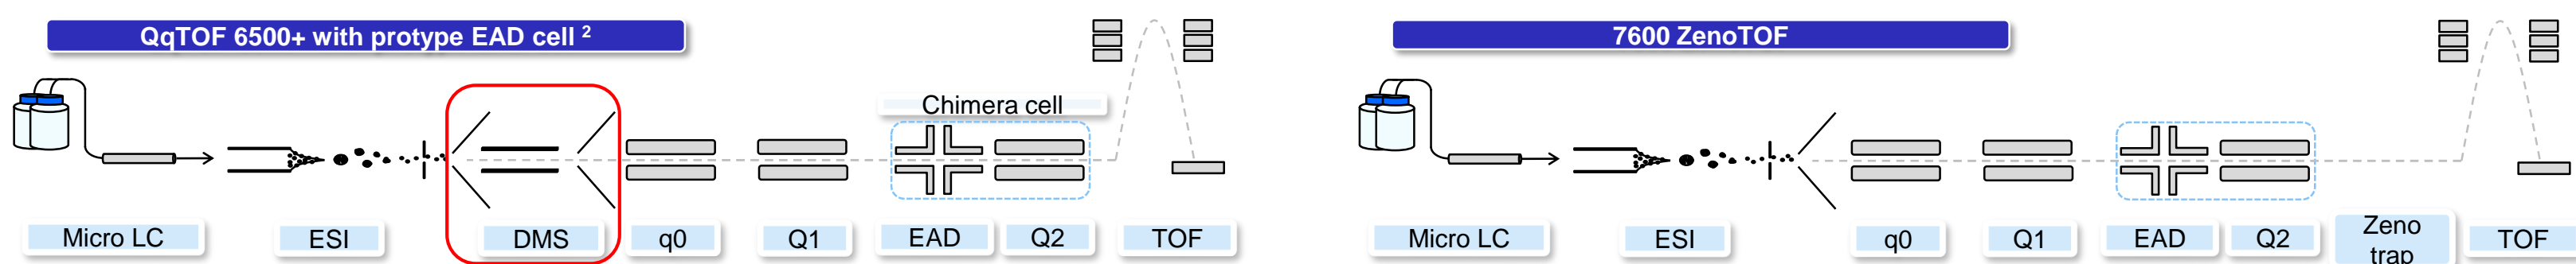 QqTOF 6500+ with protype EAD cell 2
7600 ZenoTOF
Chimera cell
Micro LC
ESI
DMS
q0
Q1
EAD
Q2
TOF
Micro LC
ESI
q0
Q1
EAD
Q2
Zeno
trap
TOF